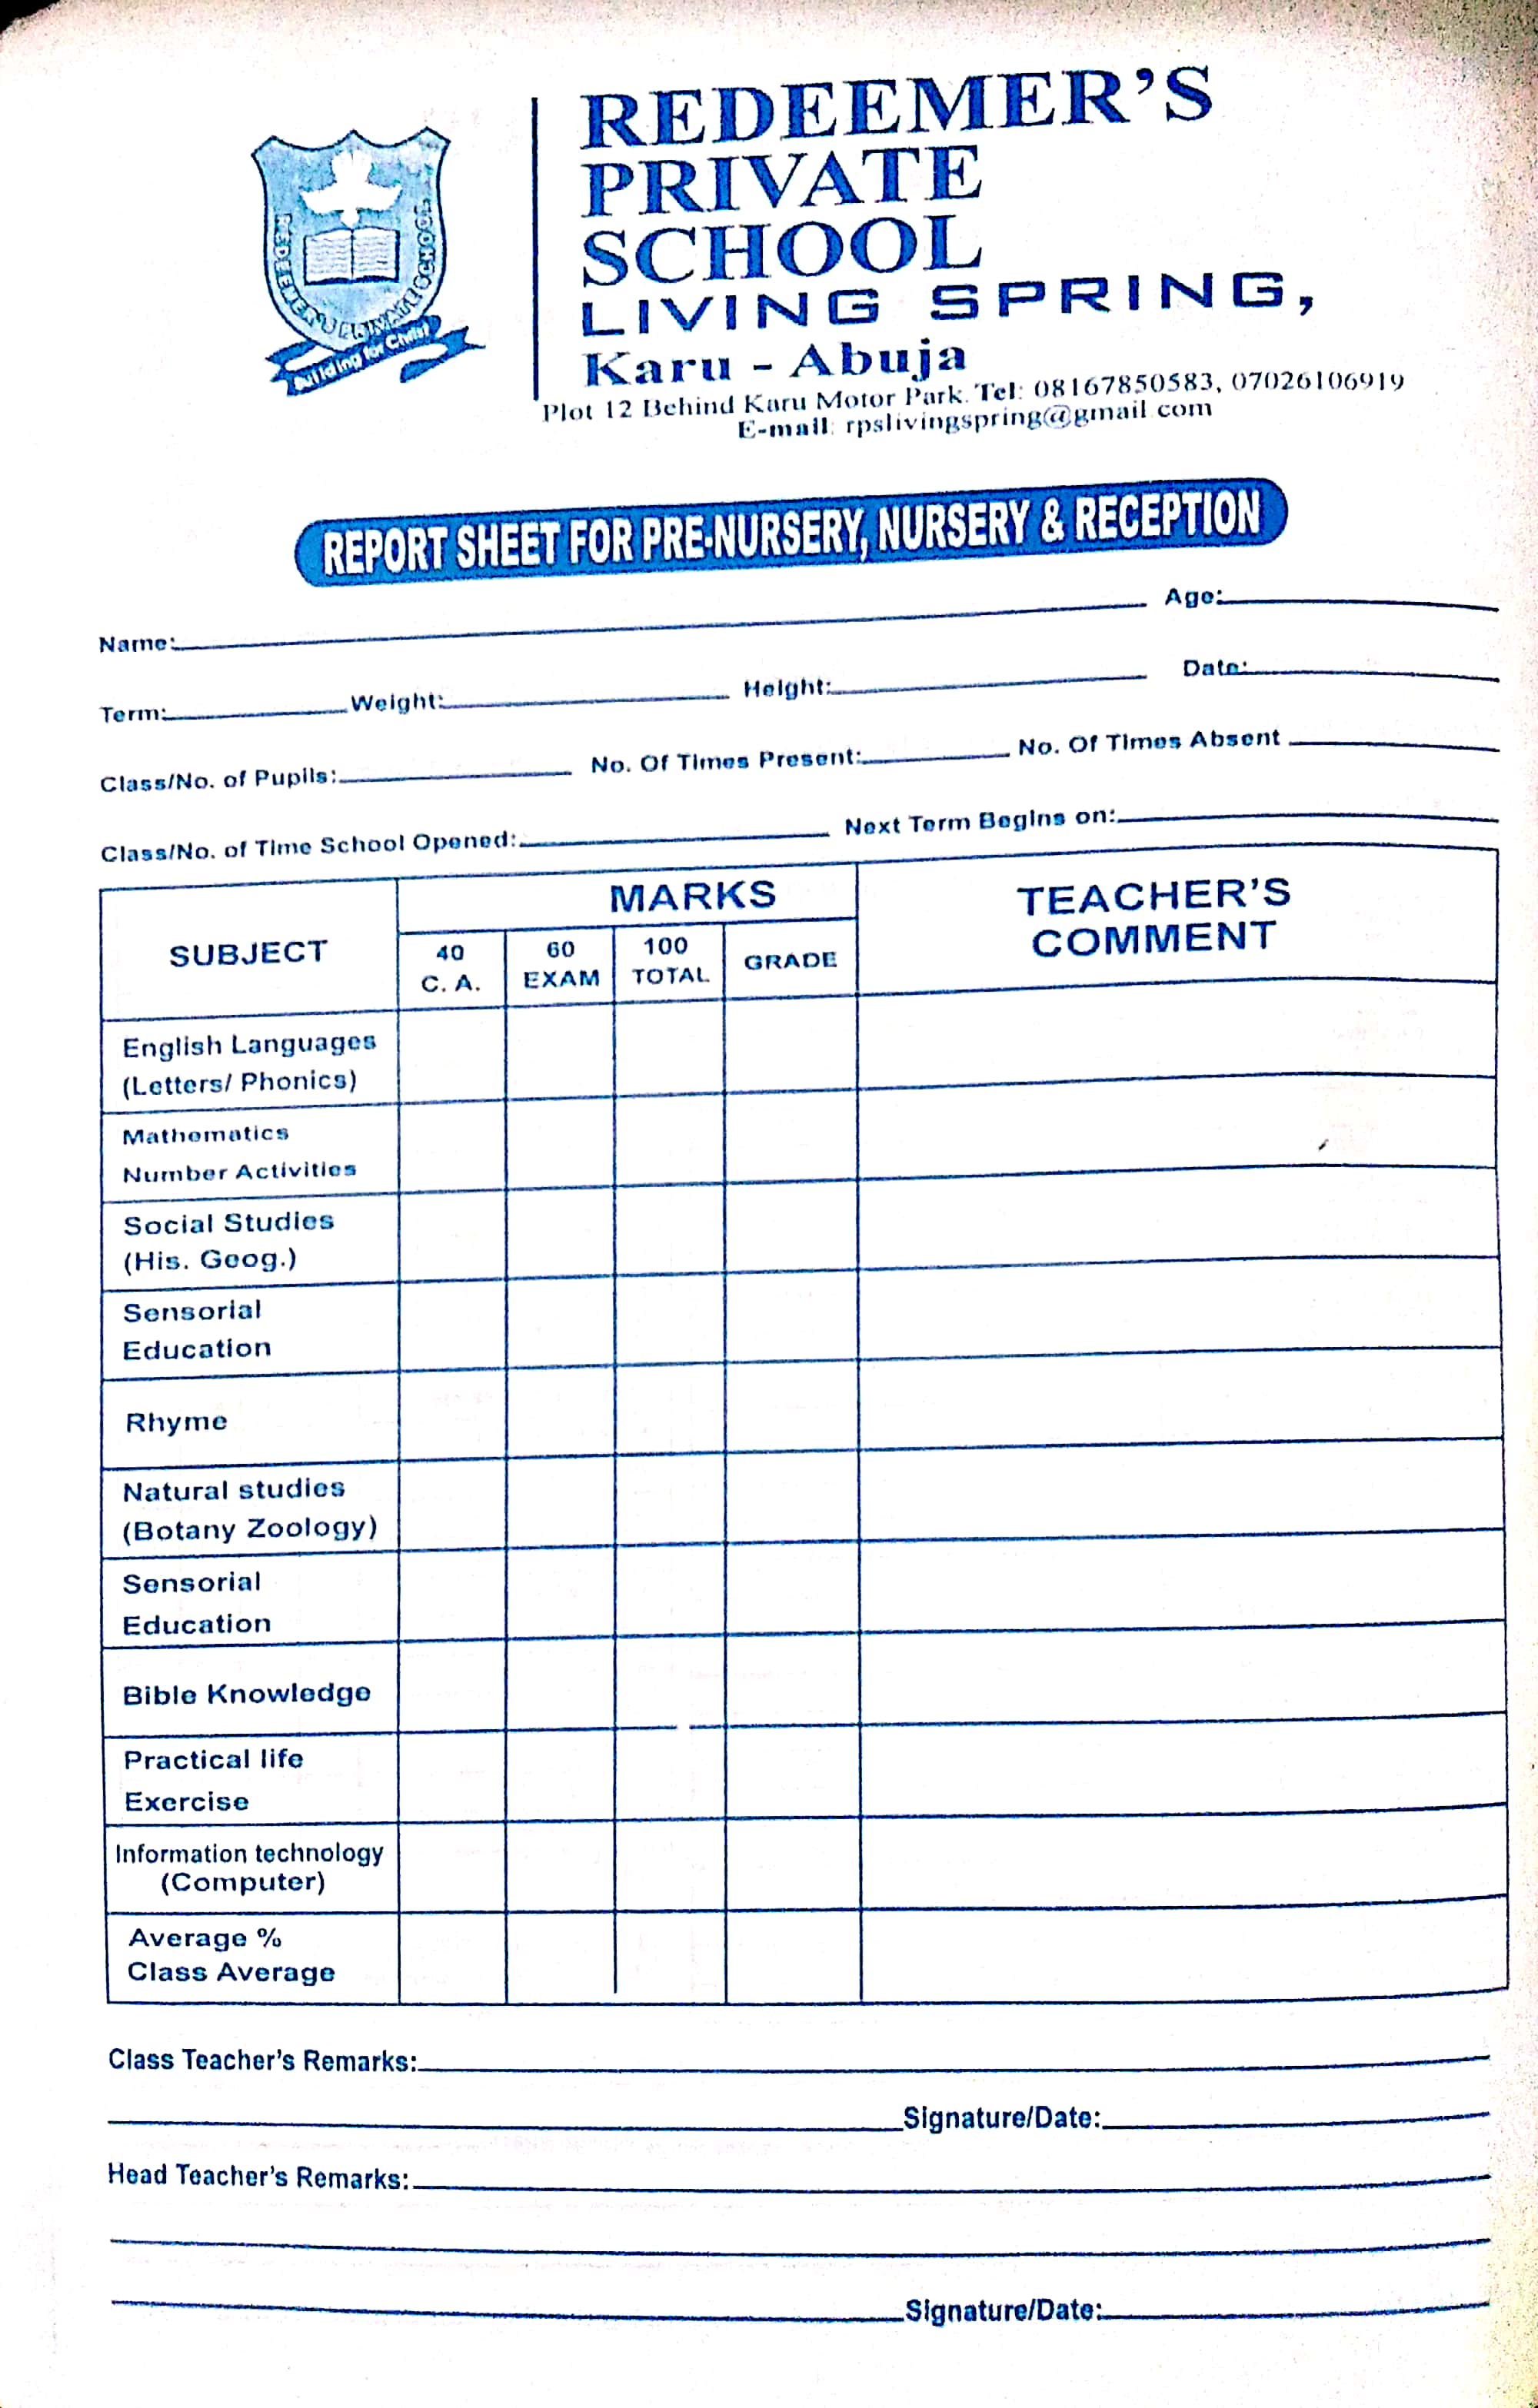 REDEEMER'S PRIVATE SCHOOL
Building for Christ
REDEEMER'S
PRIVATE
SCHOOL
LIVING SPRING,
Karu - Abuja
Plot 12 Behind Karu Motor Park. Tel: 08167850583, 07026106919
E-mail: rpslivingspring@gmail.com
REPORT SHEET FOR PRE-NURSERY, NURSERY & RECEPTION
Name: Age:
Term: Weight: Height: Date:
Class/No. of Pupils: No. Of Times Present: No. Of Times Absent
Class/No. of Time School Opened: Next Term Begins on:
SUBJECT MARKS TEACHER'S COMMENT
40 C. A. 60 EXAM 100 TOTAL GRADE
English Languages
(Letters/ Phonics)
Mathematics
Number Activities
Social Studies
(His. Geog.)
Sensorial
Education
Rhyme
Natural studies
(Botany Zoology)
Sensorial
Education
Bible Knowledge
Practical life
Exercise
Information technology
(Computer)
Average %
Class Average
Class Teacher's Remarks:
Signature/Date:
Head Teacher's Remarks:
Signature/Date: